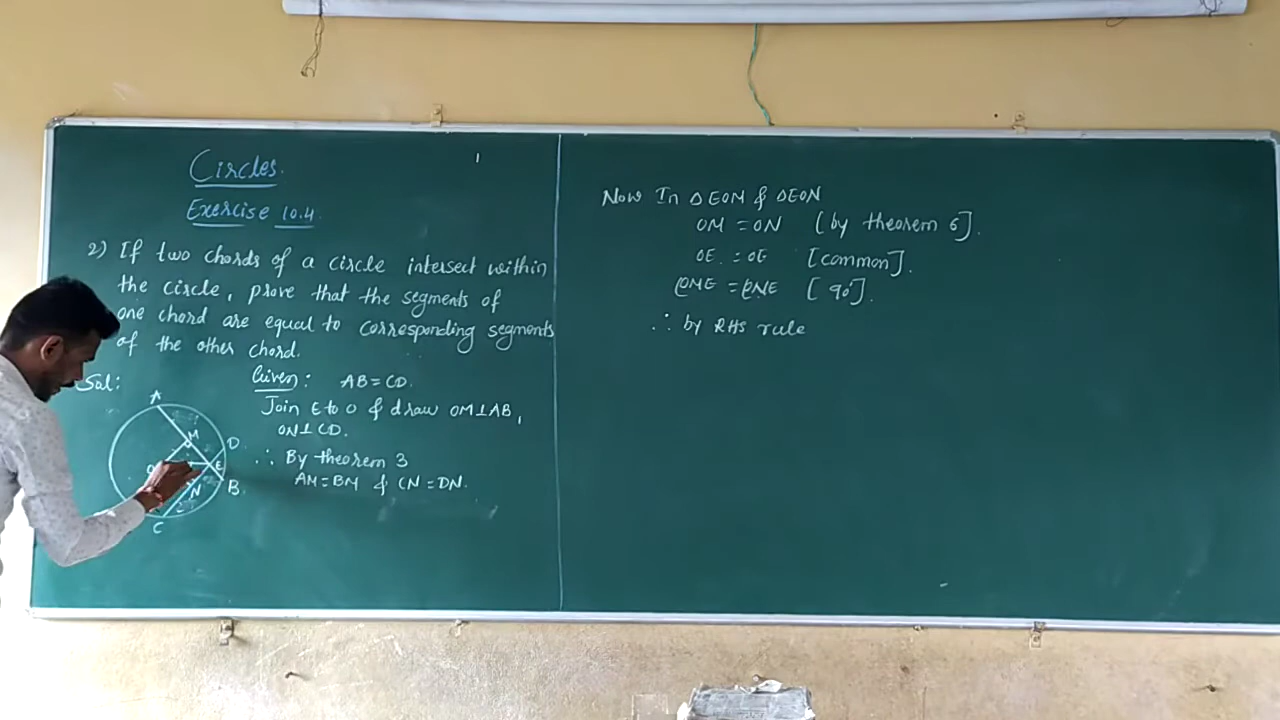 Circles.
Exercise 10.4.
2) If two chords of a circle intersect within
the circle, prove that the segments of
one chord are equal to corresponding segments
of the other chord.
Sol:
Given: AB = CD.
Join E to O & draw OM⊥AB,
ON⊥CD.
∴ By theorem 3
AM = BM & CN = DN.
A
M
D
O
E
N
B
C
Now In △EOM & △EON
OM = ON [by theorem 6].
OE = OE [common].
= [90°].
∴ by RHS rule